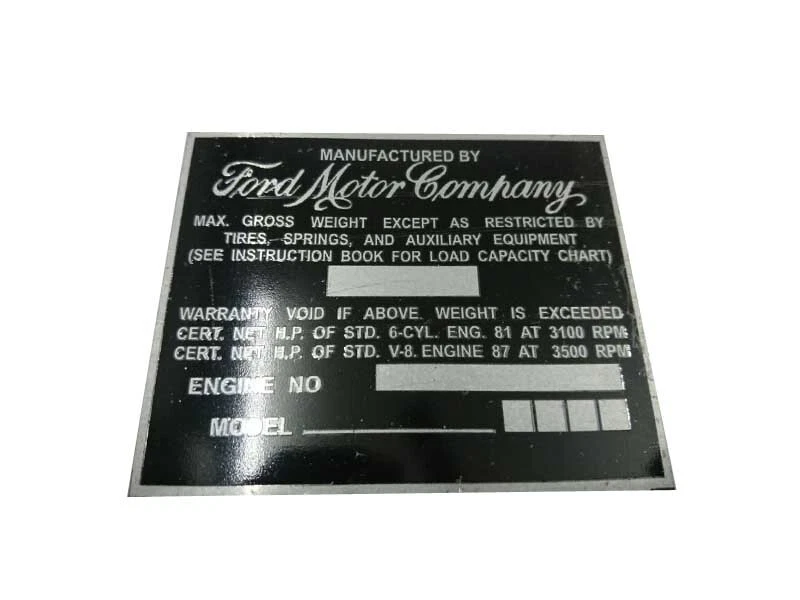 MANUFACTURED BY
Ford Motor Company
MAX. GROSS WEIGHT EXCEPT AS RESTRICTED BY
TIRES, SPRINGS, AND AUXILIARY EQUIPMENT
(SEE INSTRUCTION BOOK FOR LOAD CAPACITY CHART)
WARRANTY VOID IF ABOVE WEIGHT IS EXCEEDED
CERT. NET H.P. OF STD. 6-CYL. ENG. 81 AT 3100 RPM
CERT. NET H.P. OF STD. V-8. ENGINE 87 AT 3500 RPM
ENGINE NO
MODEL